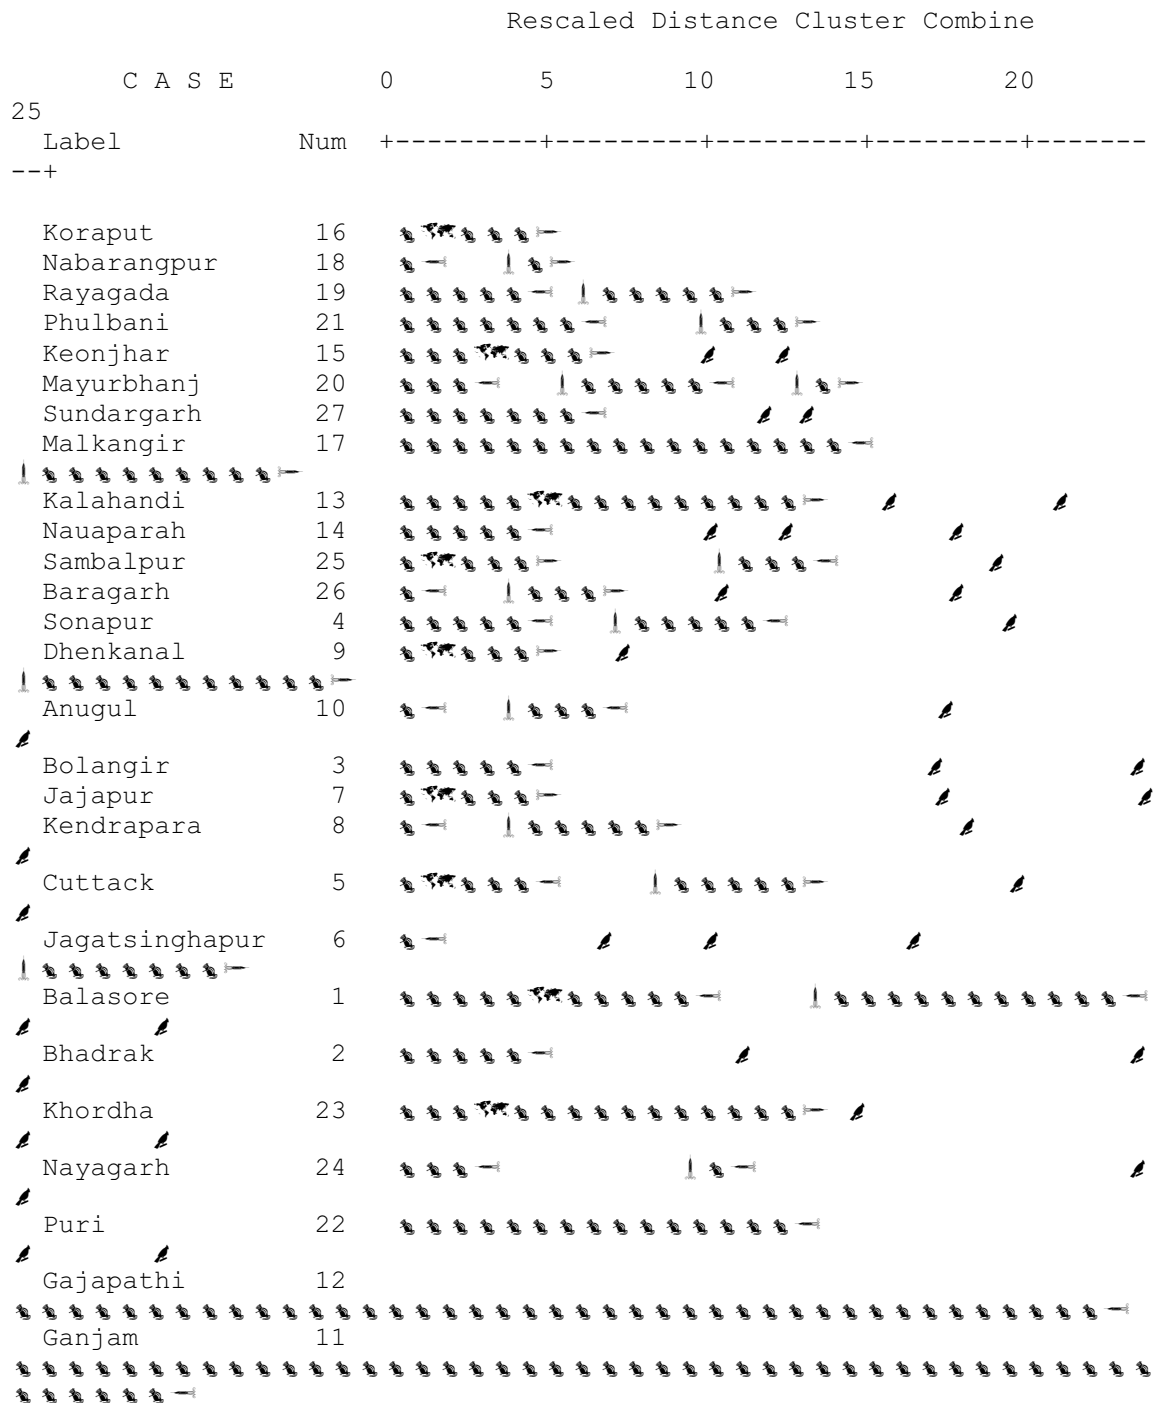 Rescaled Distance Cluster Combine
C A S E 0 5 10 15 20
25
Label Num +---------+---------+---------+---------+-------
--+
Koraput 16
Nabarangpur 18
Rayagada 19
Phulbani 21
Keonjhar 15
Mayurbhanj 20
Sundargarh 27
Malkangir 17
Kalahandi 13
Nauaparah 14
Sambalpur 25
Baragarh 26
Sonapur 4
Dhenkanal 9
Anugul 10
Bolangir 3
Jajapur 7
Kendrapara 8
Cuttack 5
Jagatsinghapur 6
Balasore 1
Bhadrak 2
Khordha 23
Nayagarh 24
Puri 22
Gajapathi 12
Ganjam 11